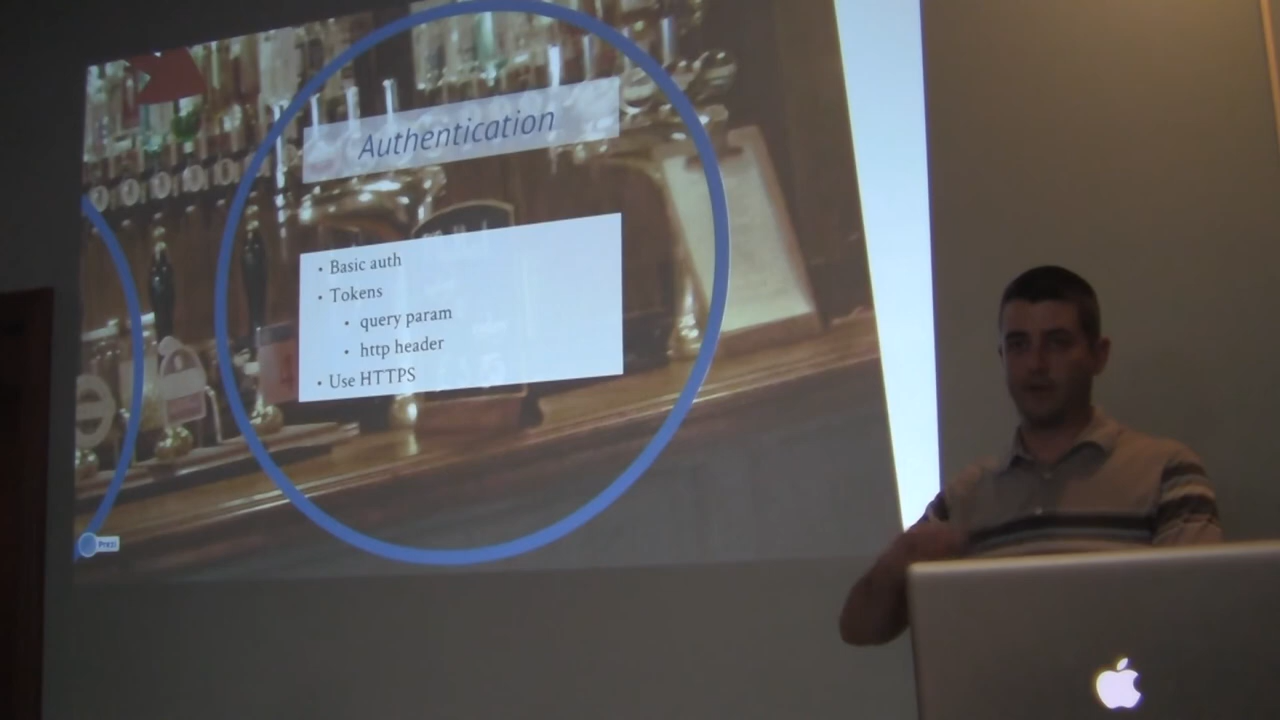 Authentication
• Basic auth
• Tokens
• query param
• http header
• Use HTTPS
Prezi